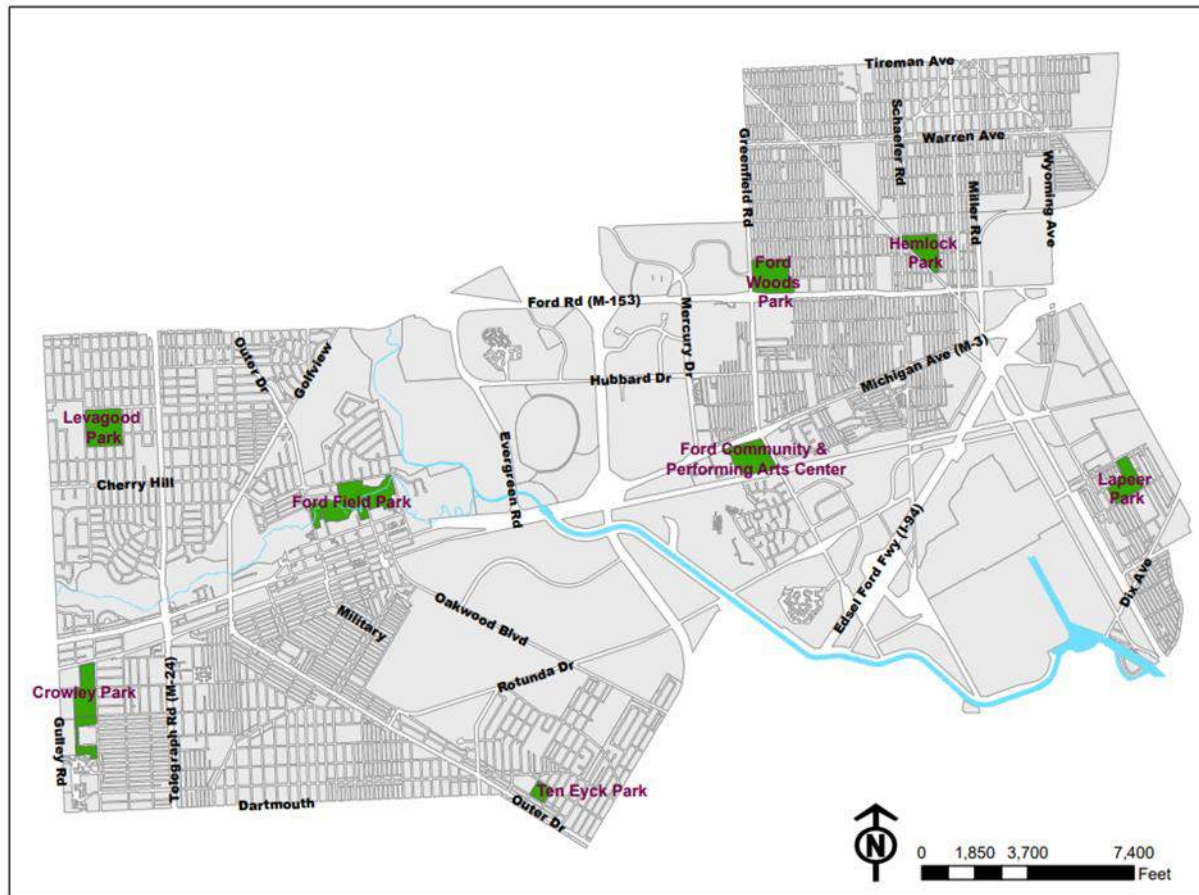 Tireman Ave
Schaefer Rd
Warren Ave
Greenfield Rd
Wyoming Ave
Miller Rd
Hemlock
Park
Ford
Woods
Park
Ford Rd (M-153)
Mercury Dr
Outer Dr
Golfview
Hubbard Dr
Michigan Ave (M-3)
Levagood
Park
Evergreen Rd
Ford Community &
Performing Arts Center
Cherry Hill
Ford Field Park
Lapeer
Park
Edsel Ford Fwy (I-94)
Dix Ave
Military
Oakwood Blvd
Rotunda Dr
Crowley Park
Gulley Rd
Telegraph Rd (M-24)
Ten Eyck Park
Dartmouth
Outer Dr
N
0 1,850 3,700 7,400
Feet